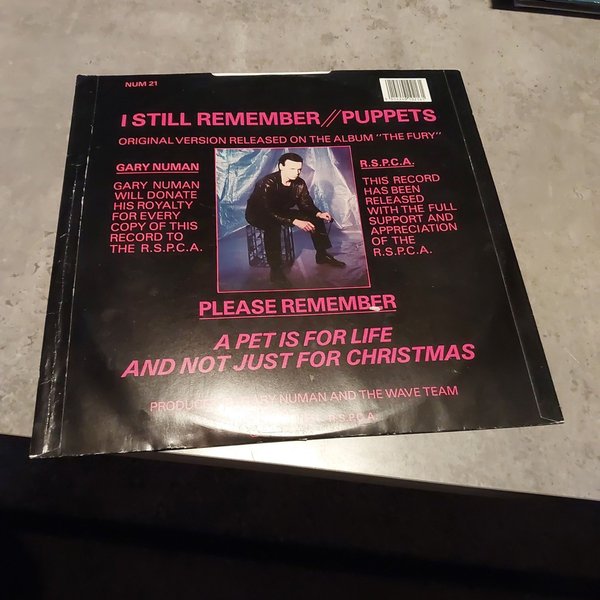 NUM 21
I STILL REMEMBER//PUPPETS
ORIGINAL VERSION RELEASED ON THE ALBUM "THE FURY"
GARY NUMAN
GARY NUMAN
WILL DONATE
HIS ROYALTY
FOR EVERY
COPY OF THIS
RECORD TO
THE R.S.P.C.A.
R.S.P.C.A.
THIS RECORD
HAS BEEN
RELEASED
WITH THE FULL
SUPPORT AND
APPRECIATION
OF THE
R.S.P.C.A.
PLEASE REMEMBER
A PET IS FOR LIFE
AND NOT JUST FOR CHRISTMAS
GARY NUMAN AND THE WAVE TEAM
R.S.P.C.A.